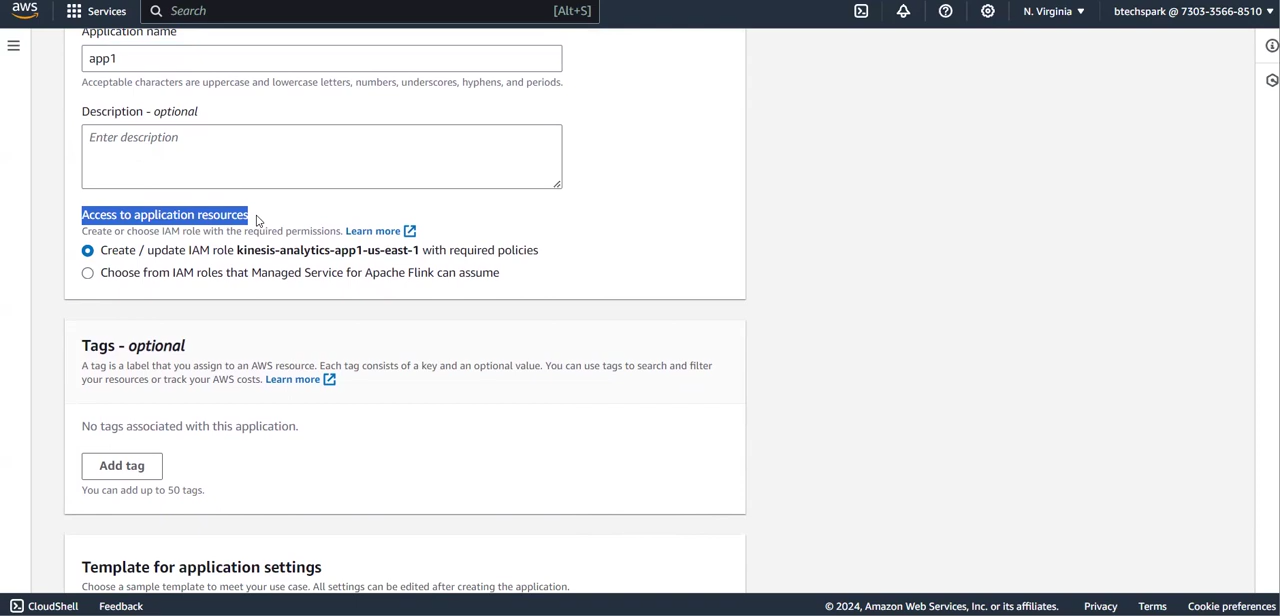 aws
Services
Search
[Alt+S]
N. Virginia
btechspark @ 7303-3566-8510
Application name
app1
Acceptable characters are uppercase and lowercase letters, numbers, underscores, hyphens, and periods.
Description - optional
Enter description
Access to application resources
Create or choose IAM role with the required permissions. Learn more
Create / update IAM role kinesis-analytics-app1-us-east-1 with required policies
Choose from IAM roles that Managed Service for Apache Flink can assume
Tags - optional
A tag is a label that you assign to an AWS resource. Each tag consists of a key and an optional value. You can use tags to search and filter
your resources or track your AWS costs. Learn more
No tags associated with this application.
Add tag
You can add up to 50 tags.
Template for application settings
Choose a sample template to meet your use case. All settings can be edited after creating the application.
CloudShell
Feedback
© 2024, Amazon Web Services, Inc. or its affiliates.
Privacy
Terms
Cookie preferences